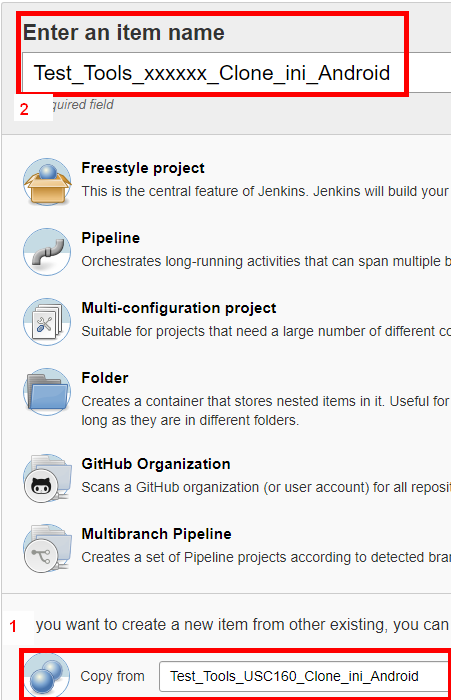 Enter an item name
Test_Tools_xxxxxx_Clone_ini_Android
2 quired field
Freestyle project
This is the central feature of Jenkins. Jenkins will build your
Pipeline
Orchestrates long-running activities that can span multiple b
Multi-configuration project
Suitable for projects that need a large number of different co
Folder
Creates a container that stores nested items in it. Useful for
long as they are in different folders.
GitHub Organization
Scans a GitHub organization (or user account) for all reposit
Multibranch Pipeline
Creates a set of Pipeline projects according to detected bran
1 you want to create a new item from other existing, you can
Copy from Test_Tools_USC160_Clone_ini_Android